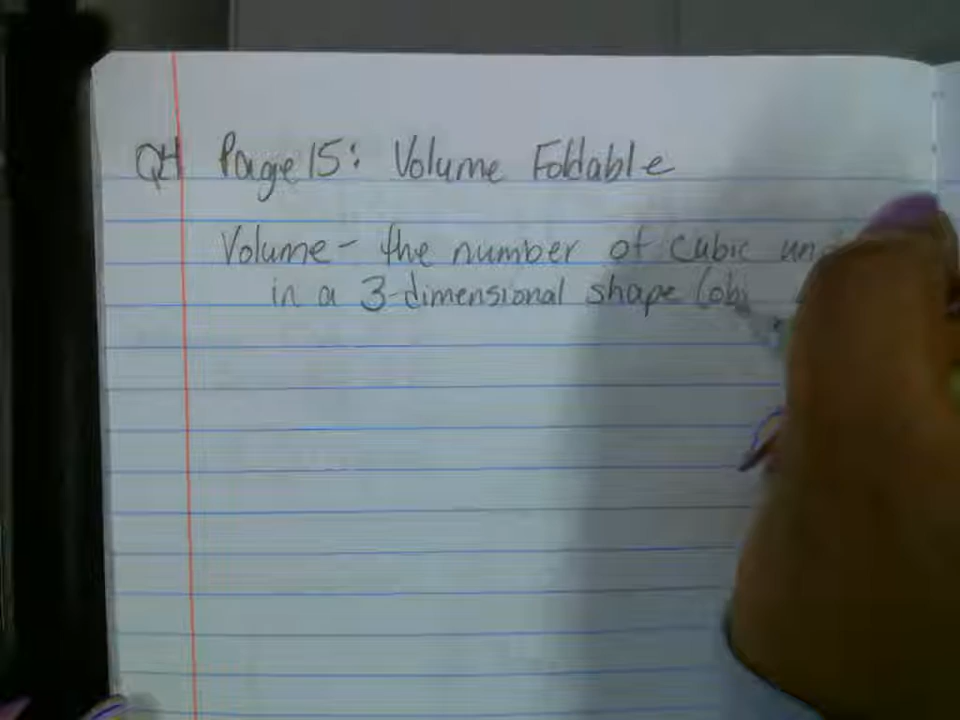 Q4 Page 15: Volume Foldable
Volume - the number of cubic
in a 3-dimensional shape